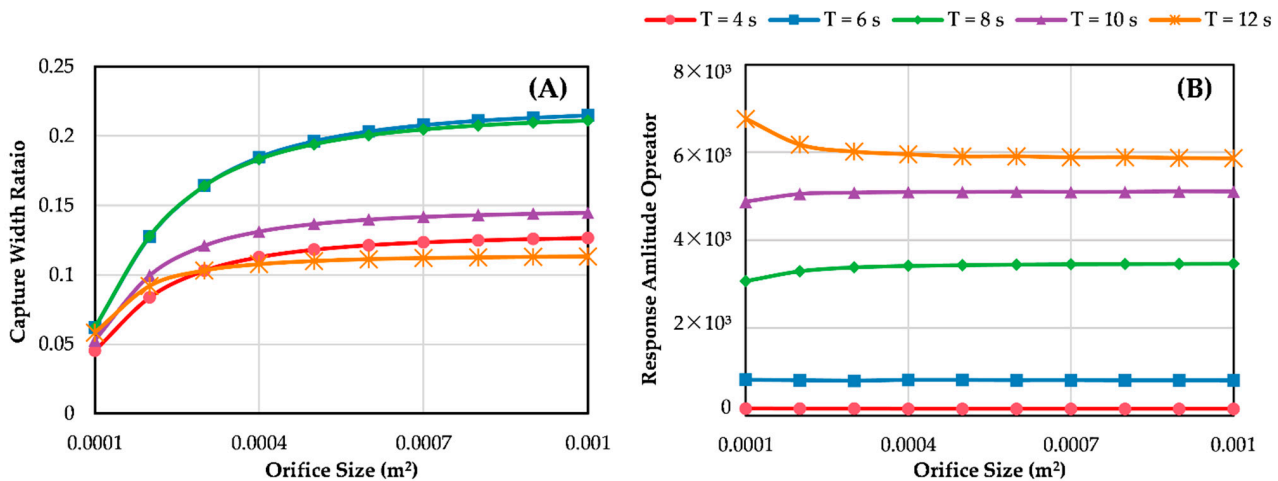 T = 4 s T = 6 s T = 8 s T = 10 s T = 12 s
(A)
Capture Width Rataio
0.25
0.2
0.15
0.1
0.05
0
0.0001 0.0004 0.0007 0.001
Orifice Size (m²)
(B)
Response Amlitude Opreator
8×10³
6×10³
4×10³
2×10³
0
0.0001 0.0004 0.0007 0.001
Orifice Size (m²)